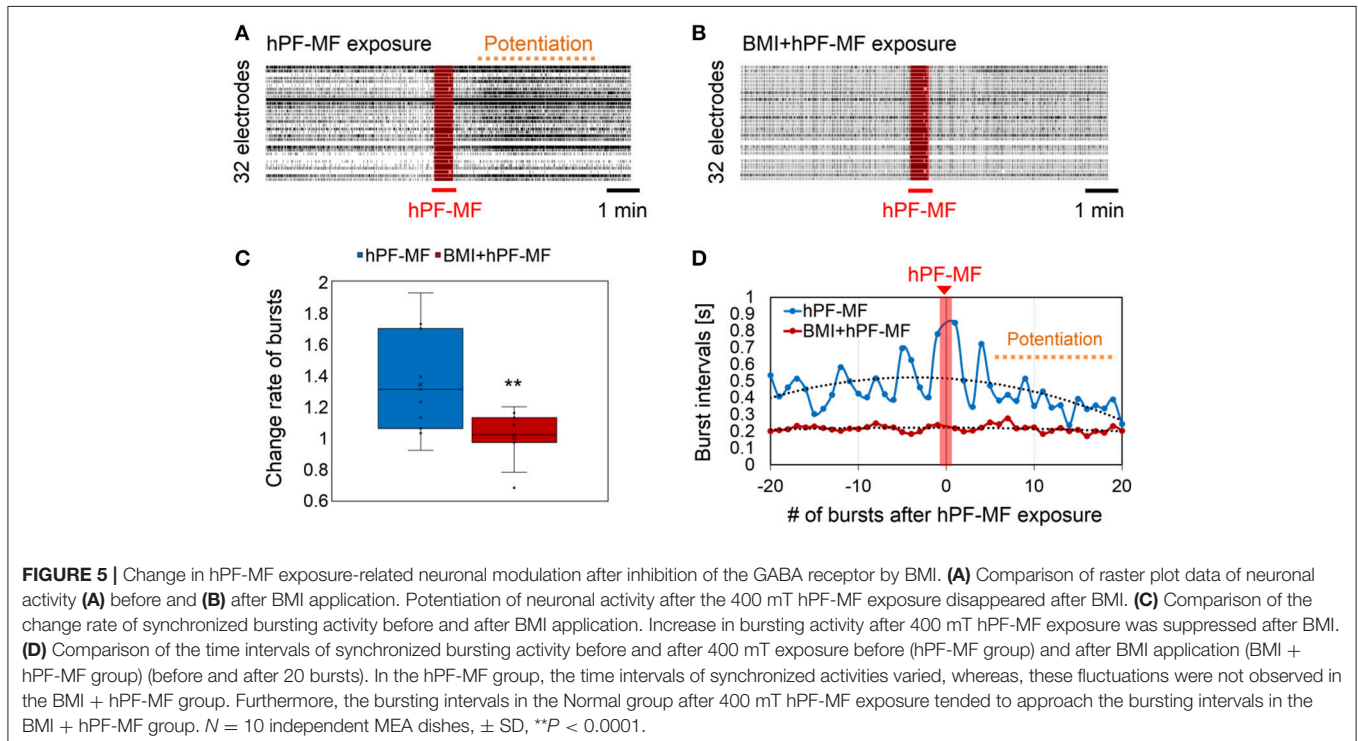 A
hPF-MF exposure
Potentiation
32 electrodes
hPF-MF
1 min
B
BMI+hPF-MF exposure
32 electrodes
hPF-MF
1 min
C
hPF-MF BMI+hPF-MF
Change rate of bursts
2
1.8
1.6
1.4
1.2
1
0.8
0.6
**
D
hPF-MF
hPF-MF
BMI+hPF-MF
Potentiation
Burst intervals [s]
1
0.9
0.8
0.7
0.6
0.5
0.4
0.3
0.2
0.1
0
-20 -10 0 10 20
# of bursts after hPF-MF exposure
FIGURE 5 | Change in hPF-MF exposure-related neuronal modulation after inhibition of the GABA receptor by BMI. (A) Comparison of raster plot data of neuronal
activity (A) before and (B) after BMI application. Potentiation of neuronal activity after the 400 mT hPF-MF exposure disappeared after BMI. (C) Comparison of the
change rate of synchronized bursting activity before and after BMI application. Increase in bursting activity after 400 mT hPF-MF exposure was suppressed after BMI.
(D) Comparison of the time intervals of synchronized bursting activity before and after 400 mT exposure before (hPF-MF group) and after BMI application (BMI +
hPF-MF group) (before and after 20 bursts). In the hPF-MF group, the time intervals of synchronized activities varied, whereas, these fluctuations were not observed in
the BMI + hPF-MF group. Furthermore, the bursting intervals in the Normal group after 400 mT hPF-MF exposure tended to approach the bursting intervals in the
BMI + hPF-MF group. N = 10 independent MEA dishes, ± SD, **P < 0.0001.